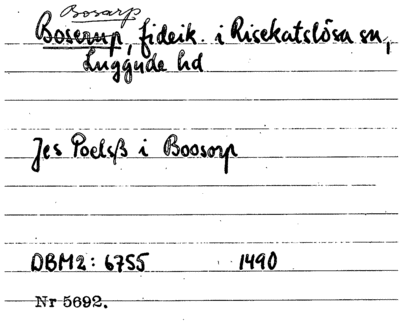 Bosarp
Boserup, fideik. i Risekatslösa sn,
Luggude hd
Jes Poelsß i Boosorp
DBM2: 6755 1490
Nr 5692.